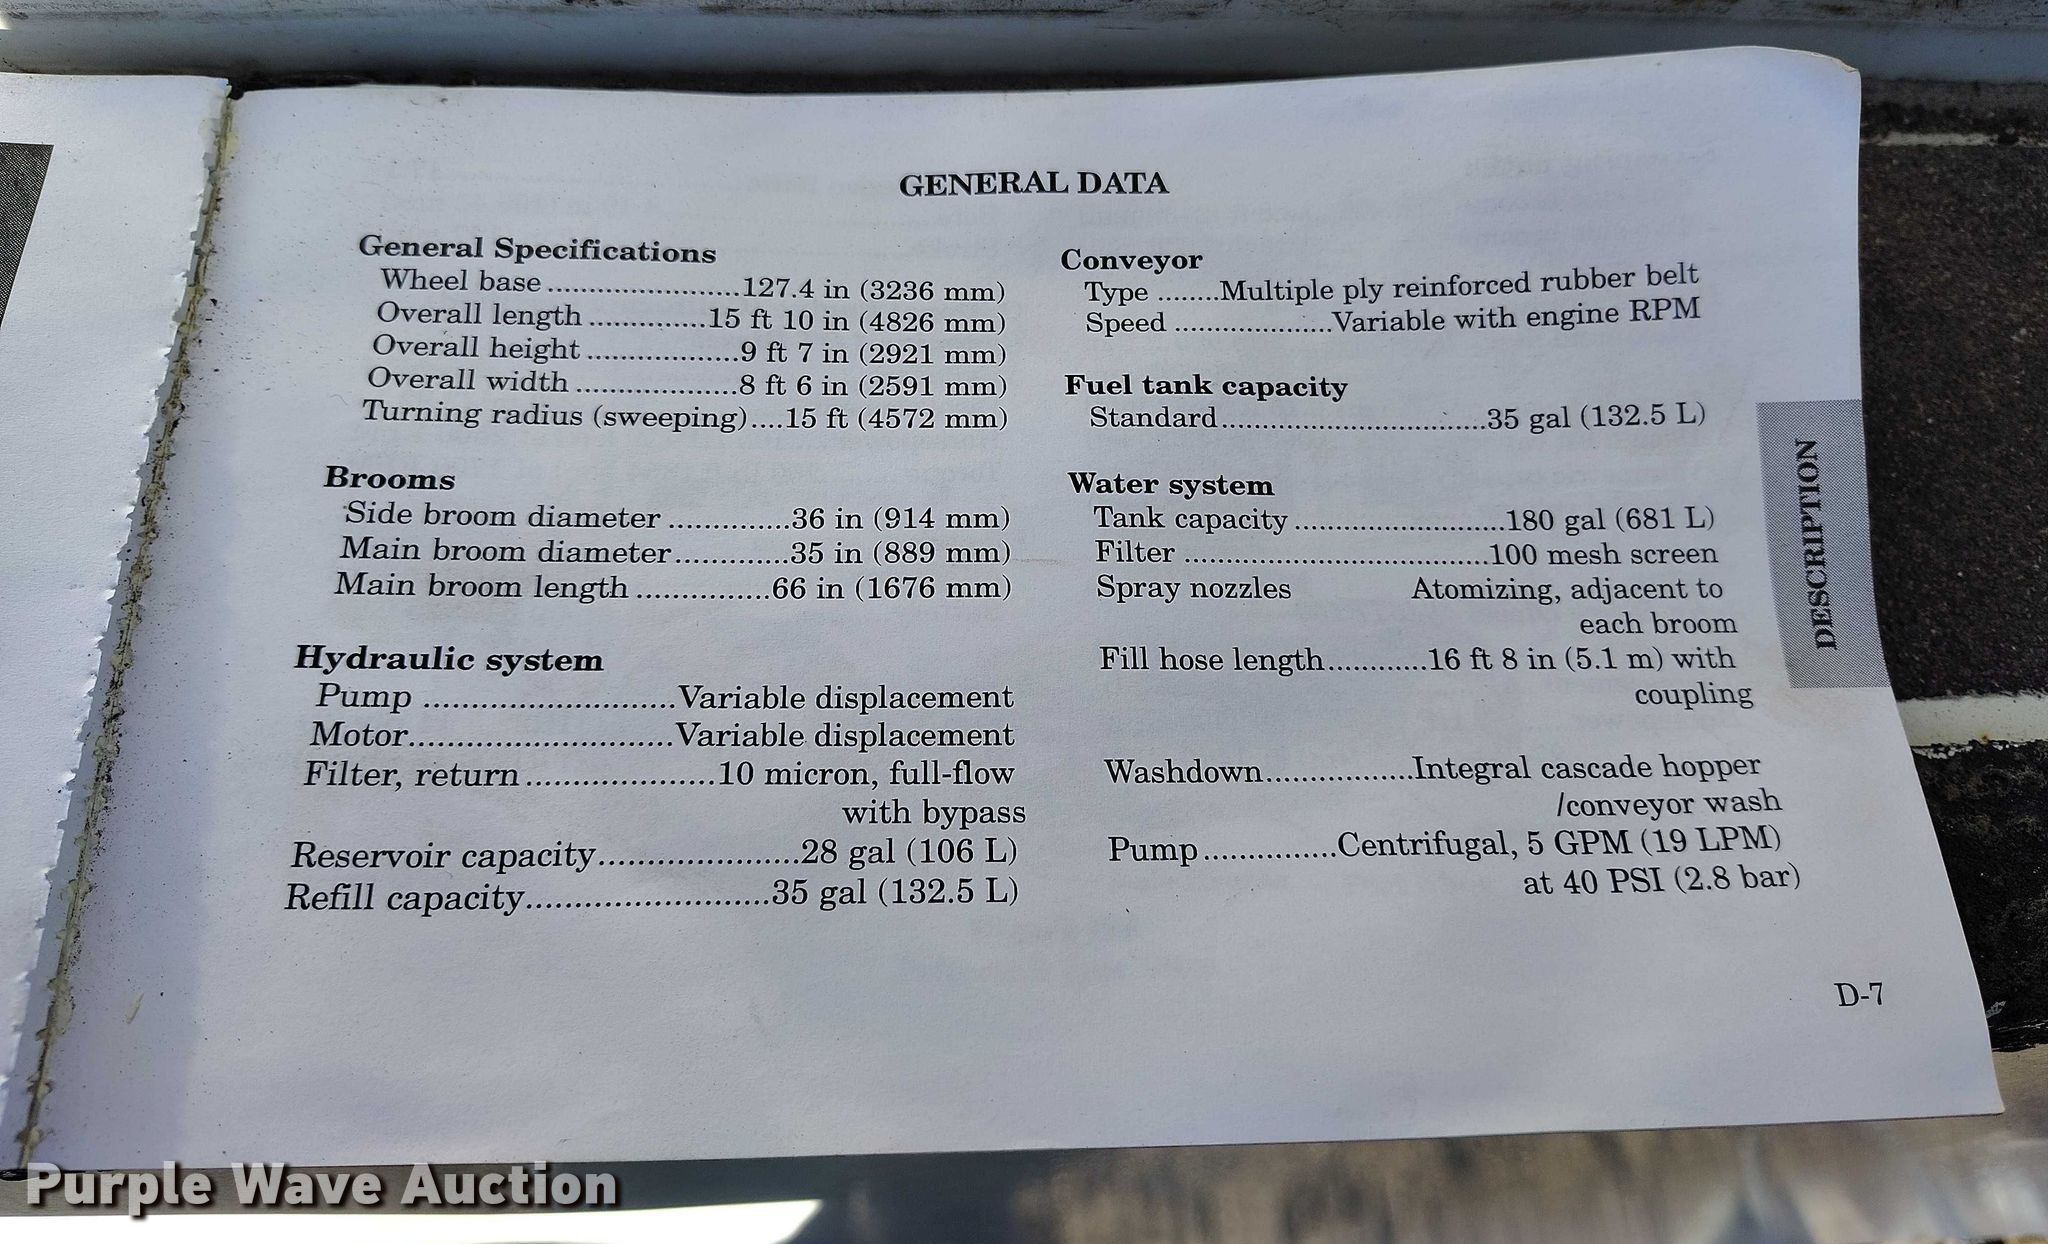 GENERAL DATA
General Specifications
Wheel base ........................127.4 in (3236 mm)
Overall length ..............15 ft 10 in (4826 mm)
Overall height ...................9 ft 7 in (2921 mm)
Overall width ....................8 ft 6 in (2591 mm)
Turning radius (sweeping)....15 ft (4572 mm)
Brooms
Side broom diameter ..............36 in (914 mm)
Main broom diameter.............35 in (889 mm)
Main broom length ...............66 in (1676 mm)
Hydraulic system
Pump ..........................Variable displacement
Motor...........................Variable displacement
Filter, return....................10 micron, full-flow
with bypass
Reservoir capacity.....................28 gal (106 L)
Refill capacity.........................35 gal (132.5 L)
Conveyor
Type ........Multiple ply reinforced rubber belt
Speed ....................Variable with engine RPM
Fuel tank capacity
Standard..............................35 gal (132.5 L)
Water system
Tank capacity..........................180 gal (681 L)
Filter ...................................100 mesh screen
Spray nozzles Atomizing, adjacent to
each broom
Fill hose length............16 ft 8 in (5.1 m) with
coupling
Washdown.................Integral cascade hopper
/conveyor wash
Pump...............Centrifugal, 5 GPM (19 LPM)
at 40 PSI (2.8 bar)
DESCRIPTION
D-7
Purple Wave Auction